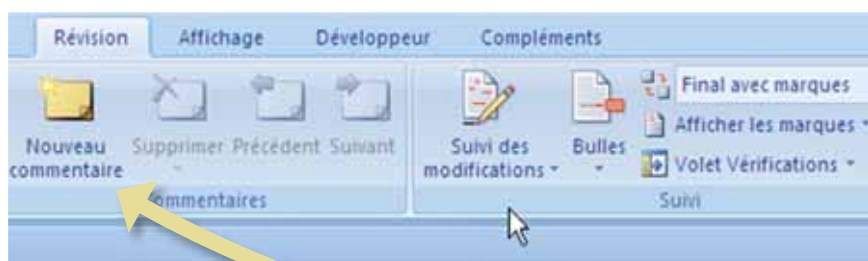 Révision Affichage Développeur Compléments
Nouveau commentaire
Supprimer Précédent Suivant
Commentaires
Suivi des modifications
Bulles
Final avec marques
Afficher les marques
Volet Vérifications
Suivi